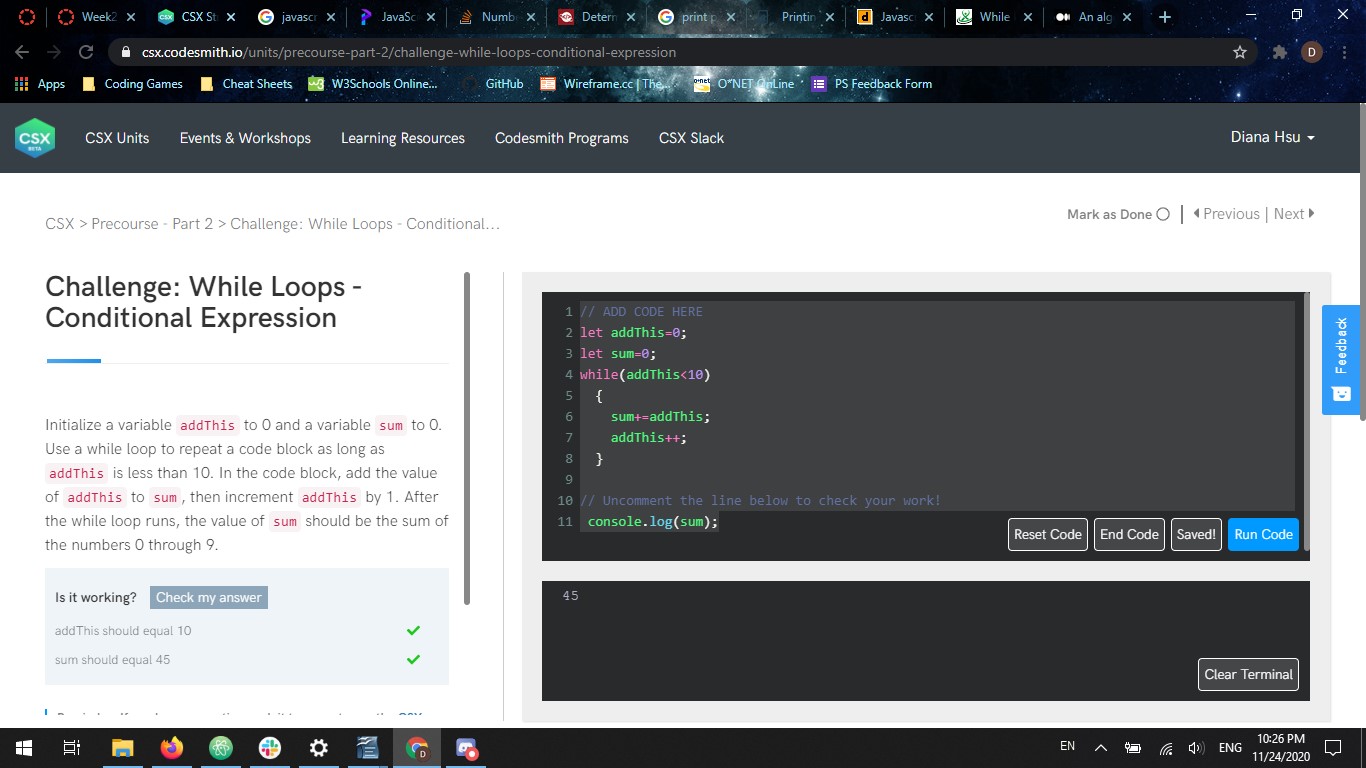 Week2
CSX St
javascr
JavaSc
Numb
Determ
print p
Printin
Javasc
While
An alg
csx.codesmith.io/units/precourse-part-2/challenge-while-loops-conditional-expression
D
Apps
Coding Games
Cheat Sheets
W3Schools Online...
GitHub
Wireframe.cc | The...
O*NET OnLine
PS Feedback Form
CSX
BETA
CSX Units
Events & Workshops
Learning Resources
Codesmith Programs
CSX Slack
Diana Hsu
CSX > Precourse - Part 2 > Challenge: While Loops - Conditional...
Mark as Done
Previous | Next
Challenge: While Loops -
Conditional Expression
Initialize a variable addThis to 0 and a variable sum to 0.
Use a while loop to repeat a code block as long as
addThis is less than 10. In the code block, add the value
of addThis to sum , then increment addThis by 1. After
the while loop runs, the value of sum should be the sum of
the numbers 0 through 9.
Is it working? Check my answer
addThis should equal 10
sum should equal 45
1 // ADD CODE HERE
2 let addThis=0;
3 let sum=0;
4 while(addThis<10)
5 {
6 sum+=addThis;
7 addThis++;
8 }
9
10 // Uncomment the line below to check your work!
11 console.log(sum);
Reset Code
End Code
Saved!
Run Code
45
Clear Terminal
Feedback
EN
ENG
10:26 PM
11/24/2020